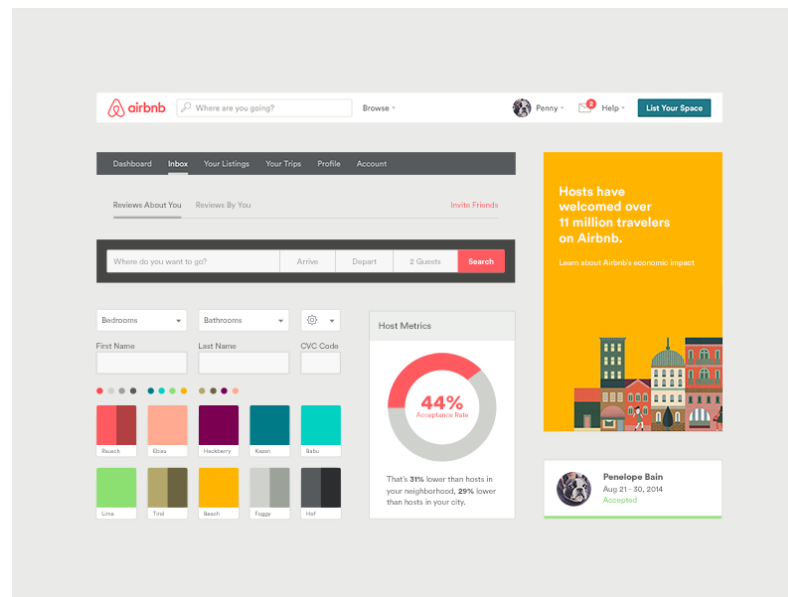 airbnb
Where are you going?
Browse
Penny
2
Help
List Your Space
Dashboard
Inbox
Your Listings
Your Trips
Profile
Account
Reviews About You
Reviews By You
Invite Friends
Where do you want to go?
Arrive
Depart
2 Guests
Search
Hosts have
welcomed over
11 million travelers
on Airbnb.
Learn about Airbnb's economic impact
Bedrooms
Bathrooms
First Name
Last Name
CVC Code
Rausch
Ebisu
Hackberry
Kazan
Babu
Lime
Tirol
Beach
Foggy
Hof
Host Metrics
44%
Acceptance Rate
That's 31% lower than hosts in
your neighborhood, 29% lower
than hosts in your city.
Penelope Bain
Aug 21 - 30, 2014
Accepted